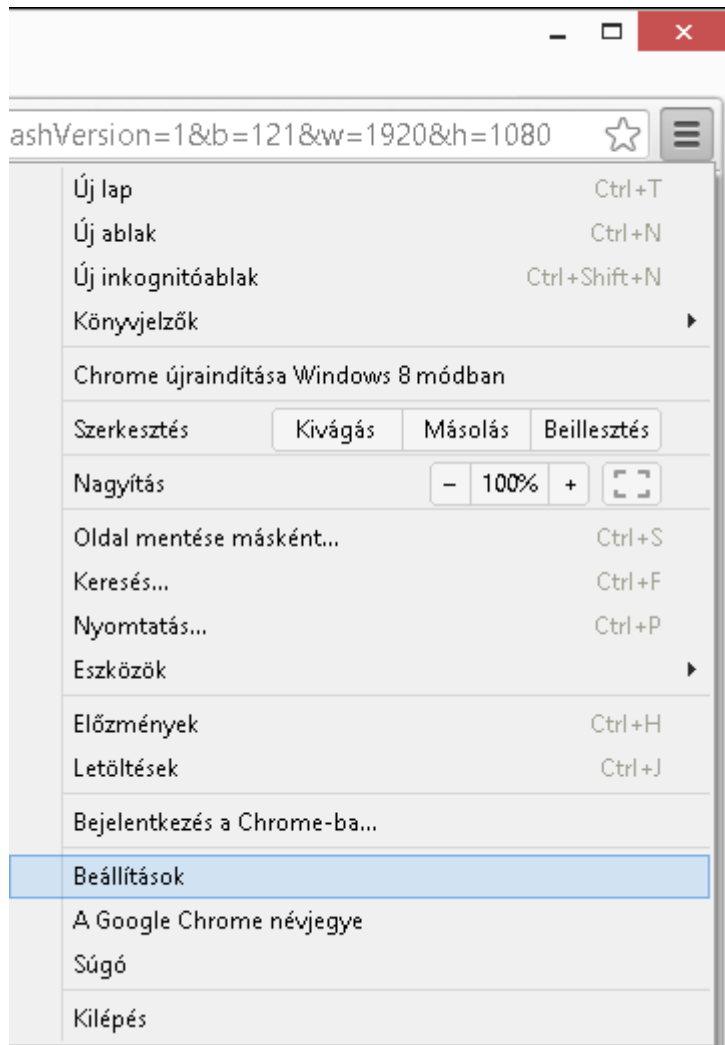 ashVersion=1&b=121&w=1920&h=1080
Új lap Ctrl+T
Új ablak Ctrl+N
Új inkognitóablak Ctrl+Shift+N
Könyvjelzők
Chrome újraindítása Windows 8 módban
Szerkesztés Kivágás Másolás Beillesztés
Nagyítás − 100% +
Oldal mentése másként... Ctrl+S
Keresés... Ctrl+F
Nyomtatás... Ctrl+P
Eszközök
Előzmények Ctrl+H
Letöltések Ctrl+J
Bejelentkezés a Chrome-ba...
Beállítások
A Google Chrome névjegye
Súgó
Kilépés